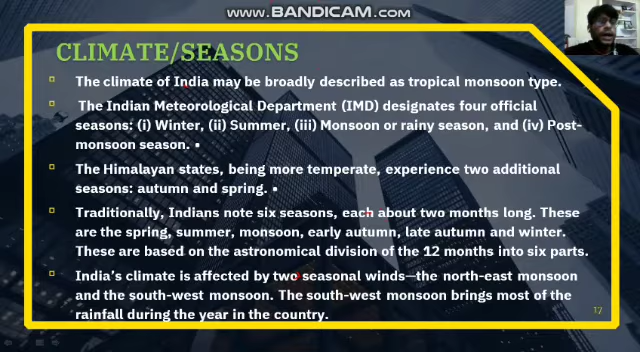 www.BANDICAM.com
CLIMATE/SEASONS
The climate of India may be broadly described as tropical monsoon type.
The Indian Meteorological Department (IMD) designates four official
seasons: (i) Winter, (ii) Summer, (iii) Monsoon or rainy season, and (iv) Post-
monsoon season. ▪
The Himalayan states, being more temperate, experience two additional
seasons: autumn and spring. ▪
Traditionally, Indians note six seasons, each about two months long. These
are the spring, summer, monsoon, early autumn, late autumn and winter.
These are based on the astronomical division of the 12 months into six parts.
India's climate is affected by two seasonal winds—the north-east monsoon
and the south-west monsoon. The south-west monsoon brings most of the
rainfall during the year in the country.
12